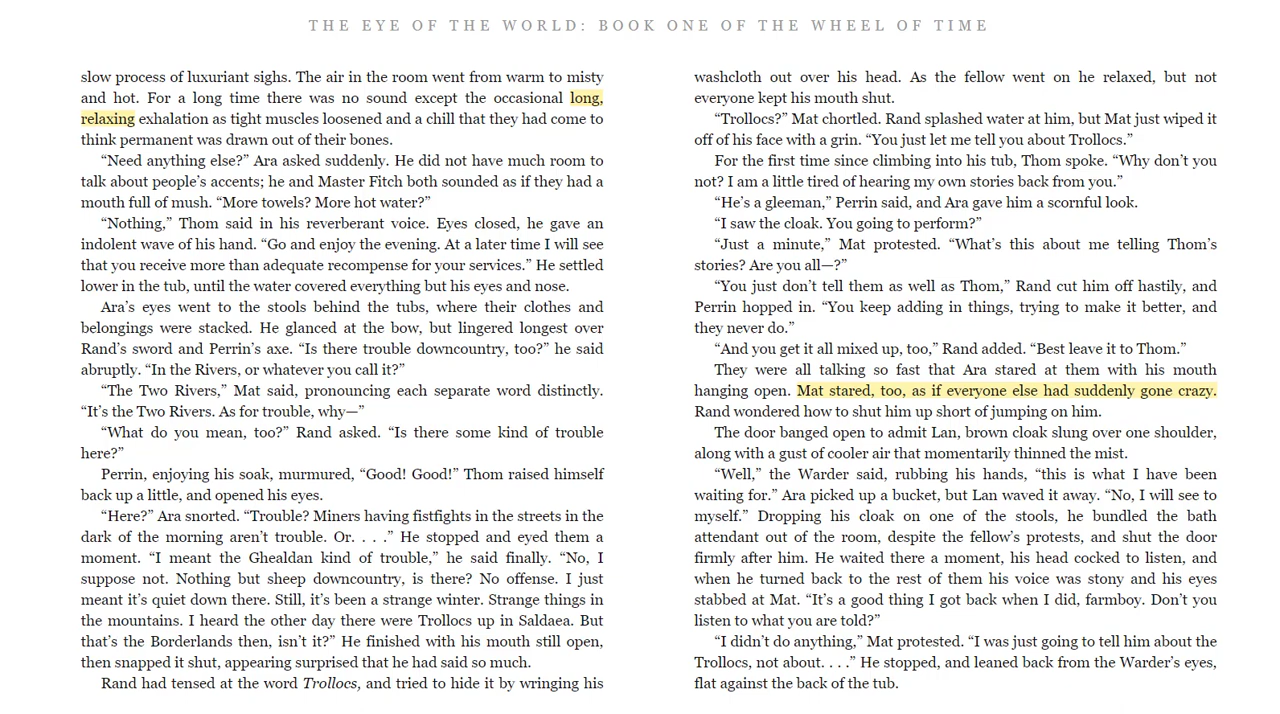 THE EYE OF THE WORLD: BOOK ONE OF THE WHEEL OF TIME
slow process of luxuriant sighs. The air in the room went from warm to misty
and hot. For a long time there was no sound except the occasional long,
relaxing exhalation as tight muscles loosened and a chill that they had come to
think permanent was drawn out of their bones.
“Need anything else?” Ara asked suddenly. He did not have much room to
talk about people’s accents; he and Master Fitch both sounded as if they had a
mouth full of mush. “More towels? More hot water?”
“Nothing,” Thom said in his reverberant voice. Eyes closed, he gave an
indolent wave of his hand. “Go and enjoy the evening. At a later time I will see
that you receive more than adequate recompense for your services.” He settled
lower in the tub, until the water covered everything but his eyes and nose.
Ara’s eyes went to the stools behind the tubs, where their clothes and
belongings were stacked. He glanced at the bow, but lingered longest over
Rand’s sword and Perrin’s axe. “Is there trouble downcountry, too?” he said
abruptly. “In the Rivers, or whatever you call it?”
“The Two Rivers,” Mat said, pronouncing each separate word distinctly.
“It’s the Two Rivers. As for trouble, why—”
“What do you mean, too?” Rand asked. “Is there some kind of trouble
here?”
Perrin, enjoying his soak, murmured, “Good! Good!” Thom raised himself
back up a little, and opened his eyes.
“Here?” Ara snorted. “Trouble? Miners having fistfights in the streets in the
dark of the morning aren’t trouble. Or. . . .” He stopped and eyed them a
moment. “I meant the Ghealdan kind of trouble,” he said finally. “No, I
suppose not. Nothing but sheep downcountry, is there? No offense. I just
meant it’s quiet down there. Still, it’s been a strange winter. Strange things in
the mountains. I heard the other day there were Trollocs up in Saldaea. But
that’s the Borderlands then, isn’t it?” He finished with his mouth still open,
then snapped it shut, appearing surprised that he had said so much.
Rand had tensed at the word Trollocs, and tried to hide it by wringing his
washcloth out over his head. As the fellow went on he relaxed, but not
everyone kept his mouth shut.
“Trollocs?” Mat chortled. Rand splashed water at him, but Mat just wiped it
off of his face with a grin. “You just let me tell you about Trollocs.”
For the first time since climbing into his tub, Thom spoke. “Why don’t you
not? I am a little tired of hearing my own stories back from you.”
“He’s a gleeman,” Perrin said, and Ara gave him a scornful look.
“I saw the cloak. You going to perform?”
“Just a minute,” Mat protested. “What’s this about me telling Thom’s
stories? Are you all—?”
“You just don’t tell them as well as Thom,” Rand cut him off hastily, and
Perrin hopped in. “You keep adding in things, trying to make it better, and
they never do.”
“And you get it all mixed up, too,” Rand added. “Best leave it to Thom.”
They were all talking so fast that Ara stared at them with his mouth
hanging open. Mat stared, too, as if everyone else had suddenly gone crazy.
Rand wondered how to shut him up short of jumping on him.
The door banged open to admit Lan, brown cloak slung over one shoulder,
along with a gust of cooler air that momentarily thinned the mist.
“Well,” the Warder said, rubbing his hands, “this is what I have been
waiting for.” Ara picked up a bucket, but Lan waved it away. “No, I will see to
myself.” Dropping his cloak on one of the stools, he bundled the bath
attendant out of the room, despite the fellow’s protests, and shut the door
firmly after him. He waited there a moment, his head cocked to listen, and
when he turned back to the rest of them his voice was stony and his eyes
stabbed at Mat. “It’s a good thing I got back when I did, farmboy. Don’t you
listen to what you are told?”
“I didn’t do anything,” Mat protested. “I was just going to tell him about the
Trollocs, not about. . . .” He stopped, and leaned back from the Warder’s eyes,
flat against the back of the tub.